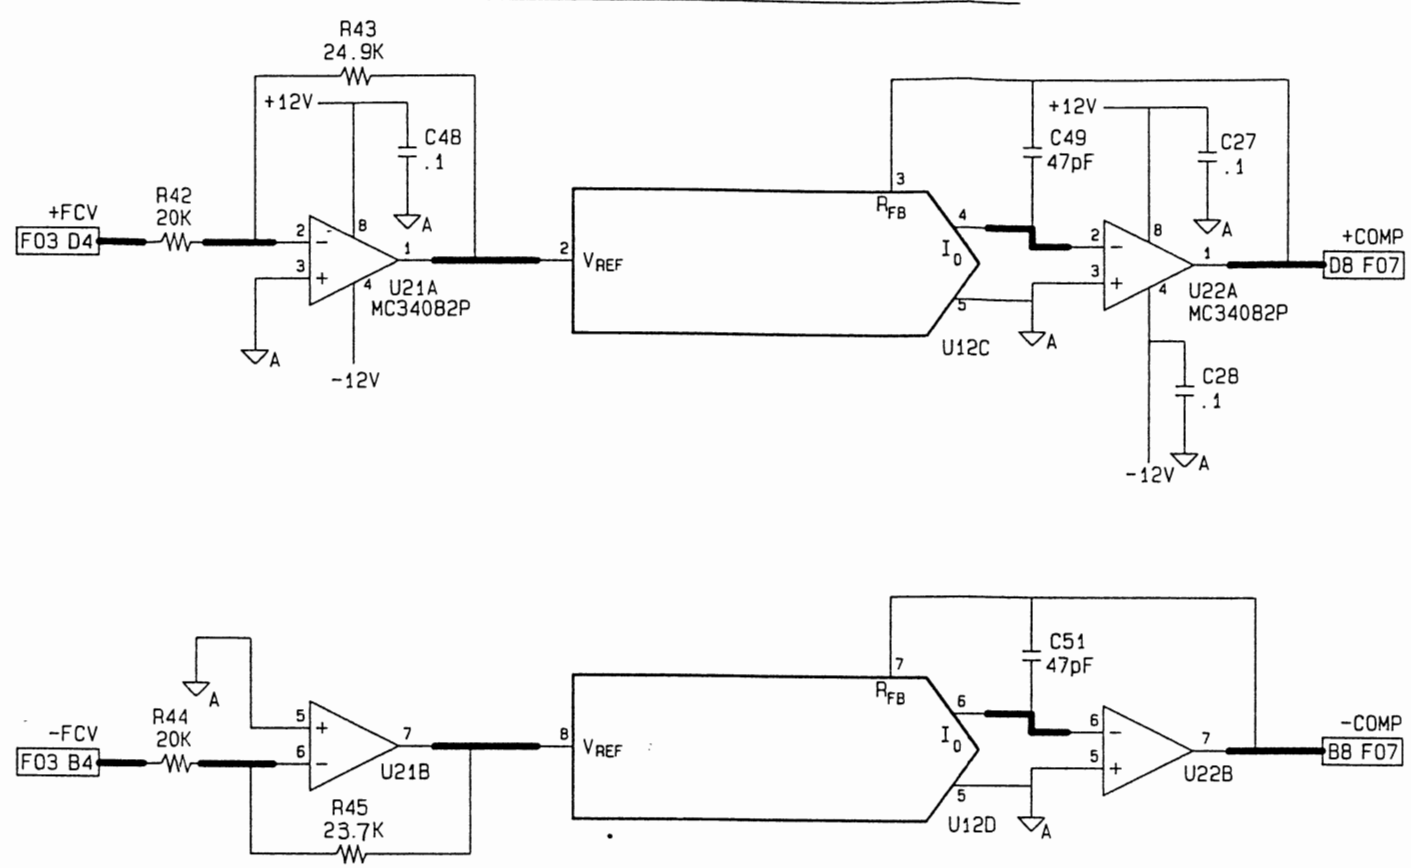 R43
24.9K
+12V
C48
.1
A
+FCV
F03 D4
R42
20K
2
-
3
+
8
1
4
U21A
MC34082P
A
-12V
2
VREF
3
RFB
4
IO
5
U12C
A
C49
47pF
+12V
C27
.1
A
2
-
3
+
8
1
4
U22A
MC34082P
+COMP
D8 F07
C28
.1
A
-12V
A
-FCV
F03 B4
R44
20K
5
+
6
-
7
U21B
R45
23.7K
8
VREF
7
RFB
6
IO
5
U12D
A
C51
47pF
6
-
5
+
7
U22B
-COMP
B8 F07